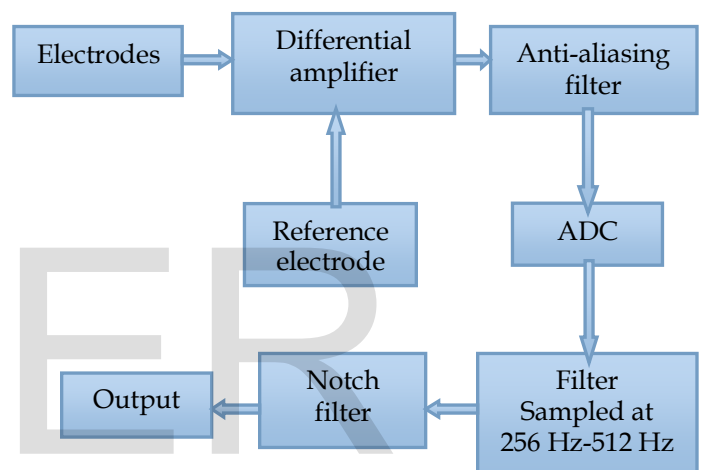 Electrodes
Differential
amplifier
Anti-aliasing
filter
Reference
electrode
ADC
Output
Notch
filter
Filter
Sampled at
256 Hz-512 Hz
ER